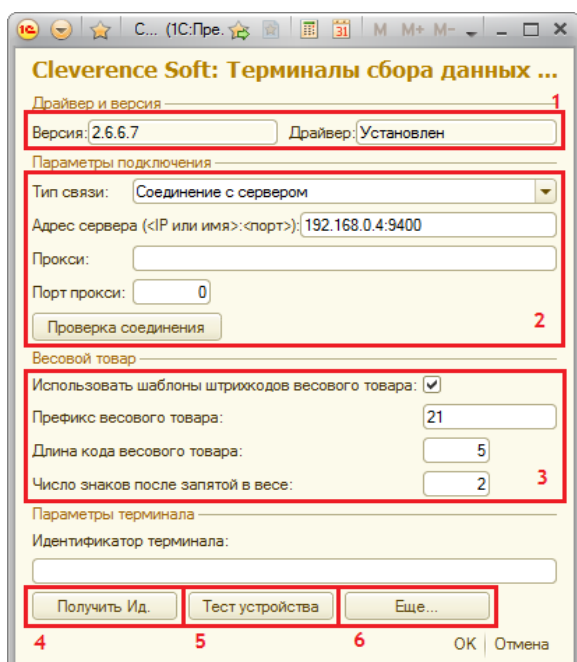 С... (1С:Пре. 31 M M+ M-
Cleverence Soft: Терминалы сбора данных ...
Драйвер и версия 1
Версия: 2.6.6.7 Драйвер: Установлен
Параметры подключения
Тип связи: Соединение с сервером
Адрес сервера (<IP или имя>:<порт>): 192.168.0.4:9400
Прокси:
Порт прокси: 0
Проверка соединения 2
Весовой товар
Использовать шаблоны штрихкодов весового товара:
Префикс весового товара: 21
Длина кода весового товара: 5
Число знаков после запятой в весе: 2 3
Параметры терминала
Идентификатор терминала:
Получить Ид. Тест устройства Еще...
4 5 6 OK Отмена